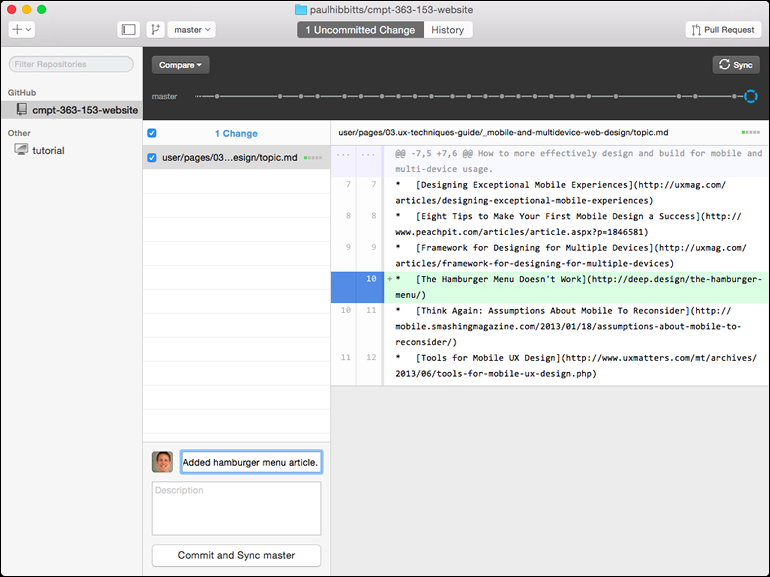 paulhibbitts/cmpt-363-153-website
master
1 Uncommitted Change
History
Pull Request
Filter Repositories
GitHub
cmpt-363-153-website
Other
tutorial
Compare
Sync
master
1 Change
user/pages/03...esign/topic.md
user/pages/03.ux-techniques-guide/_mobile-and-multidevice-web-design/topic.md
... ... @@ -7,5 +7,6 @@ How to more effectively design and build for mobile and
multi-device usage.
7 7 * [Designing Exceptional Mobile Experiences](http://uxmag.com/
articles/designing-exceptional-mobile-experiences)
8 8 * [Eight Tips to Make Your First Mobile Design a Success](http://
www.peachpit.com/articles/article.aspx?p=1846581)
9 9 * [Framework for Designing for Multiple Devices](http://uxmag.com/
articles/framework-for-designing-for-multiple-devices)
10 +* [The Hamburger Menu Doesn't Work](http://deep.design/the-hamburger-
menu/)
10 11 * [Think Again: Assumptions About Mobile To Reconsider](http://
mobile.smashingmagazine.com/2013/01/18/assumptions-about-mobile-to-
reconsider/)
11 12 * [Tools for Mobile UX Design](http://www.uxmatters.com/mt/archives/
2013/06/tools-for-mobile-ux-design.php)
Added hamburger menu article.
Description
Commit and Sync master